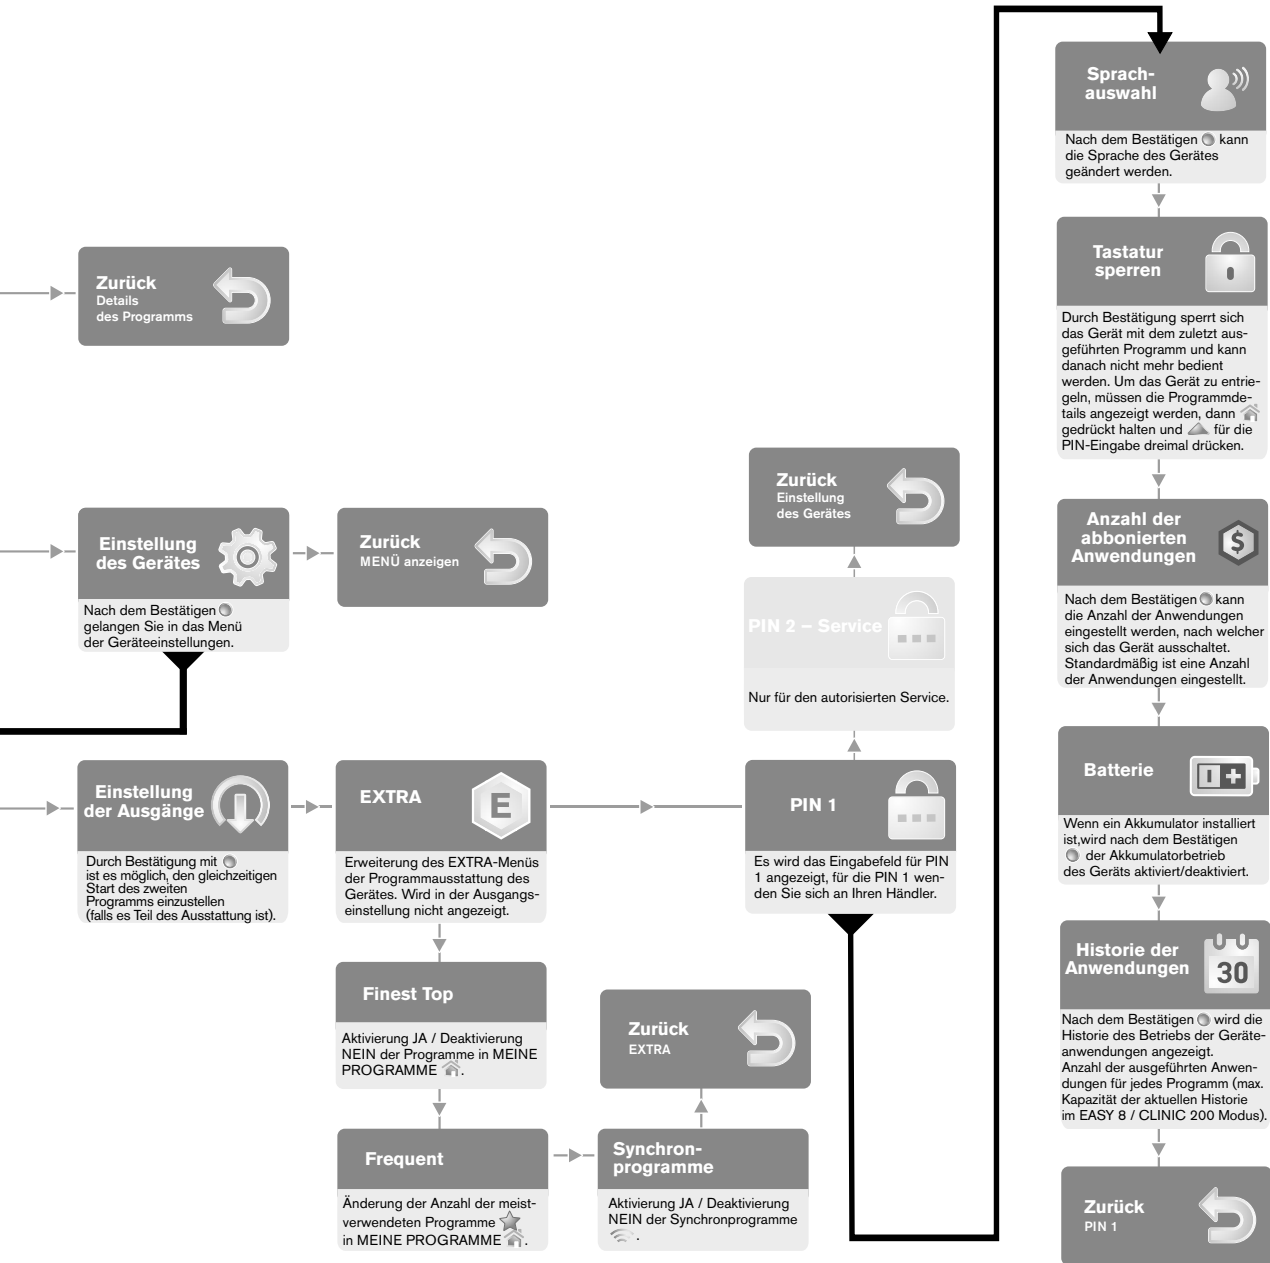 Zurück
Details
des Programms
Einstellung
des Gerätes
Nach dem Bestätigen
gelangen Sie in das Menü
der Geräteeinstellungen.
Zurück
MENÜ anzeigen
Einstellung
der Ausgänge
Durch Bestätigung mit
ist es möglich, den gleichzeitigen
Start des zweiten
Programms einzustellen
(falls es Teil des Ausstattung ist).
EXTRA
E
Erweiterung des EXTRA-Menüs
der Programmausstattung des
Gerätes. Wird in der Ausgangs-
einstellung nicht angezeigt.
Finest Top
Aktivierung JA / Deaktivierung
NEIN der Programme in MEINE
PROGRAMME .
Frequent
Änderung der Anzahl der meist-
verwendeten Programme
in MEINE PROGRAMME .
Synchron-
programme
Aktivierung JA / Deaktivierung
NEIN der Synchronprogramme
.
Zurück
EXTRA
Zurück
Einstellung
des Gerätes
PIN 2 – Service
Nur für den autorisierten Service.
PIN 1
Es wird das Eingabefeld für PIN
1 angezeigt, für die PIN 1 wen-
den Sie sich an Ihren Händler.
Sprach-
auswahl
Nach dem Bestätigen kann
die Sprache des Gerätes
geändert werden.
Tastatur
sperren
Durch Bestätigung sperrt sich
das Gerät mit dem zuletzt aus-
geführten Programm und kann
danach nicht mehr bedient
werden. Um das Gerät zu entrie-
geln, müssen die Programmde-
tails angezeigt werden, dann
gedrückt halten und für die
PIN-Eingabe dreimal drücken.
Anzahl der
abbonierten
Anwendungen
$
Nach dem Bestätigen kann
die Anzahl der Anwendungen
eingestellt werden, nach welcher
sich das Gerät ausschaltet.
Standardmäßig ist eine Anzahl
der Anwendungen eingestellt.
Batterie
Wenn ein Akkumulator installiert
ist,wird nach dem Bestätigen
der Akkumulatorbetrieb
des Geräts aktiviert/deaktiviert.
Historie der
Anwendungen
30
Nach dem Bestätigen wird die
Historie des Betriebs der Geräte-
anwendungen angezeigt.
Anzahl der ausgeführten Anwen-
dungen für jedes Programm (max.
Kapazität der aktuellen Historie
im EASY 8 / CLINIC 200 Modus).
Zurück
PIN 1